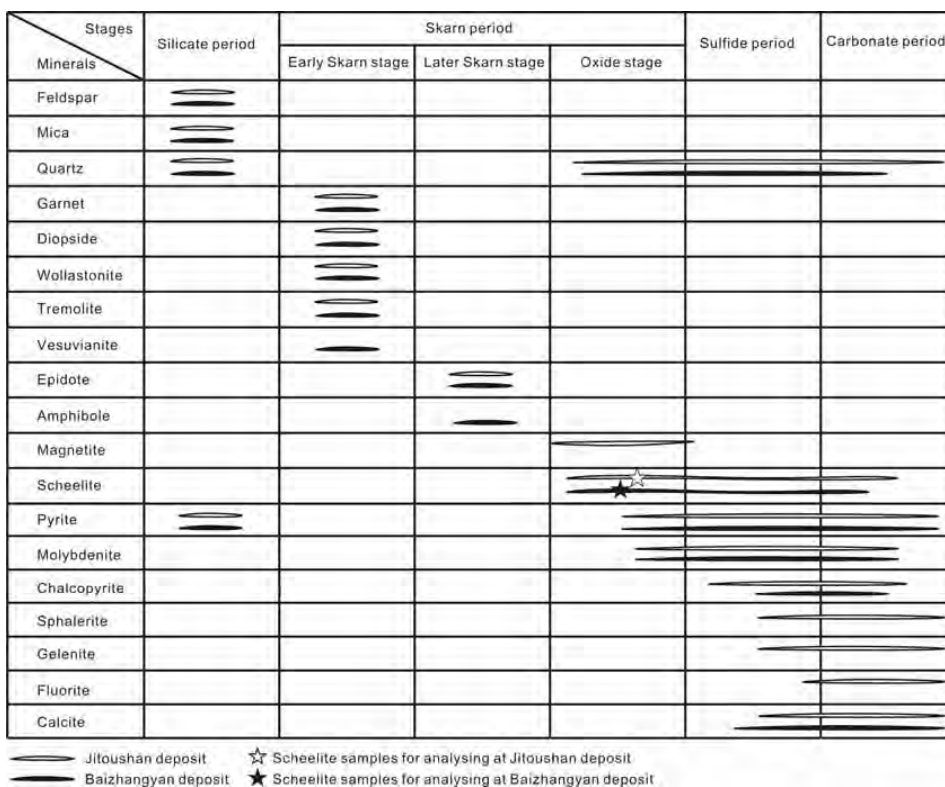 Stages
Minerals
Silicate period
Skarn period
Sulfide period
Carbonate period
Early Skarn stage
Later Skarn stage
Oxide stage
Feldspar
Mica
Quartz
Garnet
Diopside
Wollastonite
Tremolite
Vesuvianite
Epidote
Amphibole
Magnetite
Scheelite
Pyrite
Molybdenite
Chalcopyrite
Sphalerite
Gelenite
Fluorite
Calcite
Jitoushan deposit
Scheelite samples for analysing at Jitoushan deposit
Baizhangyan deposit
Scheelite samples for analysing at Baizhangyan deposit